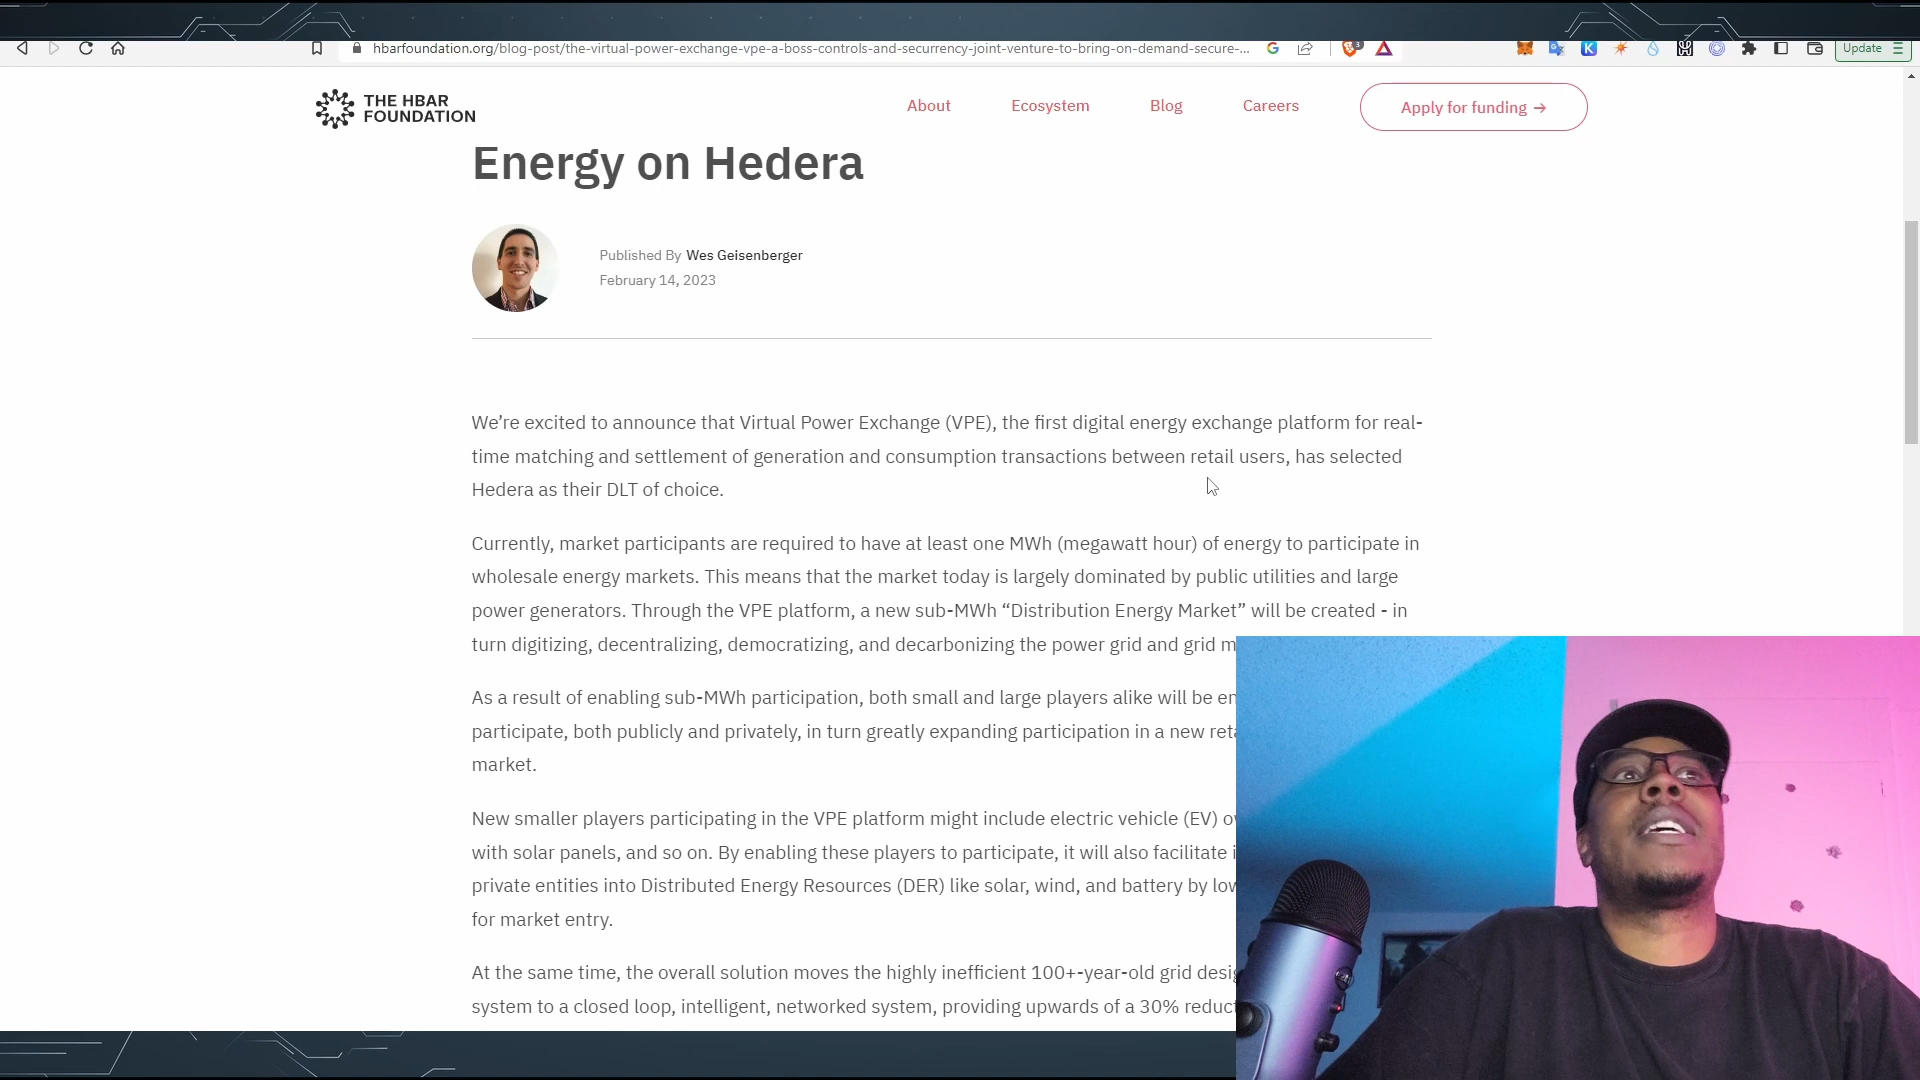 hbarfoundation.org/blog-post/the-virtual-power-exchange-vpe-a-boss-controls-and-securrency-joint-venture-to-bring-on-demand-secure-...
Update
THE HBAR
FOUNDATION
About
Ecosystem
Blog
Careers
Apply for funding →
Energy on Hedera
Published By Wes Geisenberger
February 14, 2023
We’re excited to announce that Virtual Power Exchange (VPE), the first digital energy exchange platform for real-
time matching and settlement of generation and consumption transactions between retail users, has selected
Hedera as their DLT of choice.
Currently, market participants are required to have at least one MWh (megawatt hour) of energy to participate in
wholesale energy markets. This means that the market today is largely dominated by public utilities and large
power generators. Through the VPE platform, a new sub-MWh “Distribution Energy Market” will be created - in
turn digitizing, decentralizing, democratizing, and decarbonizing the power grid and grid m
As a result of enabling sub-MWh participation, both small and large players alike will be en
participate, both publicly and privately, in turn greatly expanding participation in a new reta
market.
New smaller players participating in the VPE platform might include electric vehicle (EV) ow
with solar panels, and so on. By enabling these players to participate, it will also facilitate i
private entities into Distributed Energy Resources (DER) like solar, wind, and battery by low
for market entry.
At the same time, the overall solution moves the highly inefficient 100+-year-old grid desig
system to a closed loop, intelligent, networked system, providing upwards of a 30% reduct